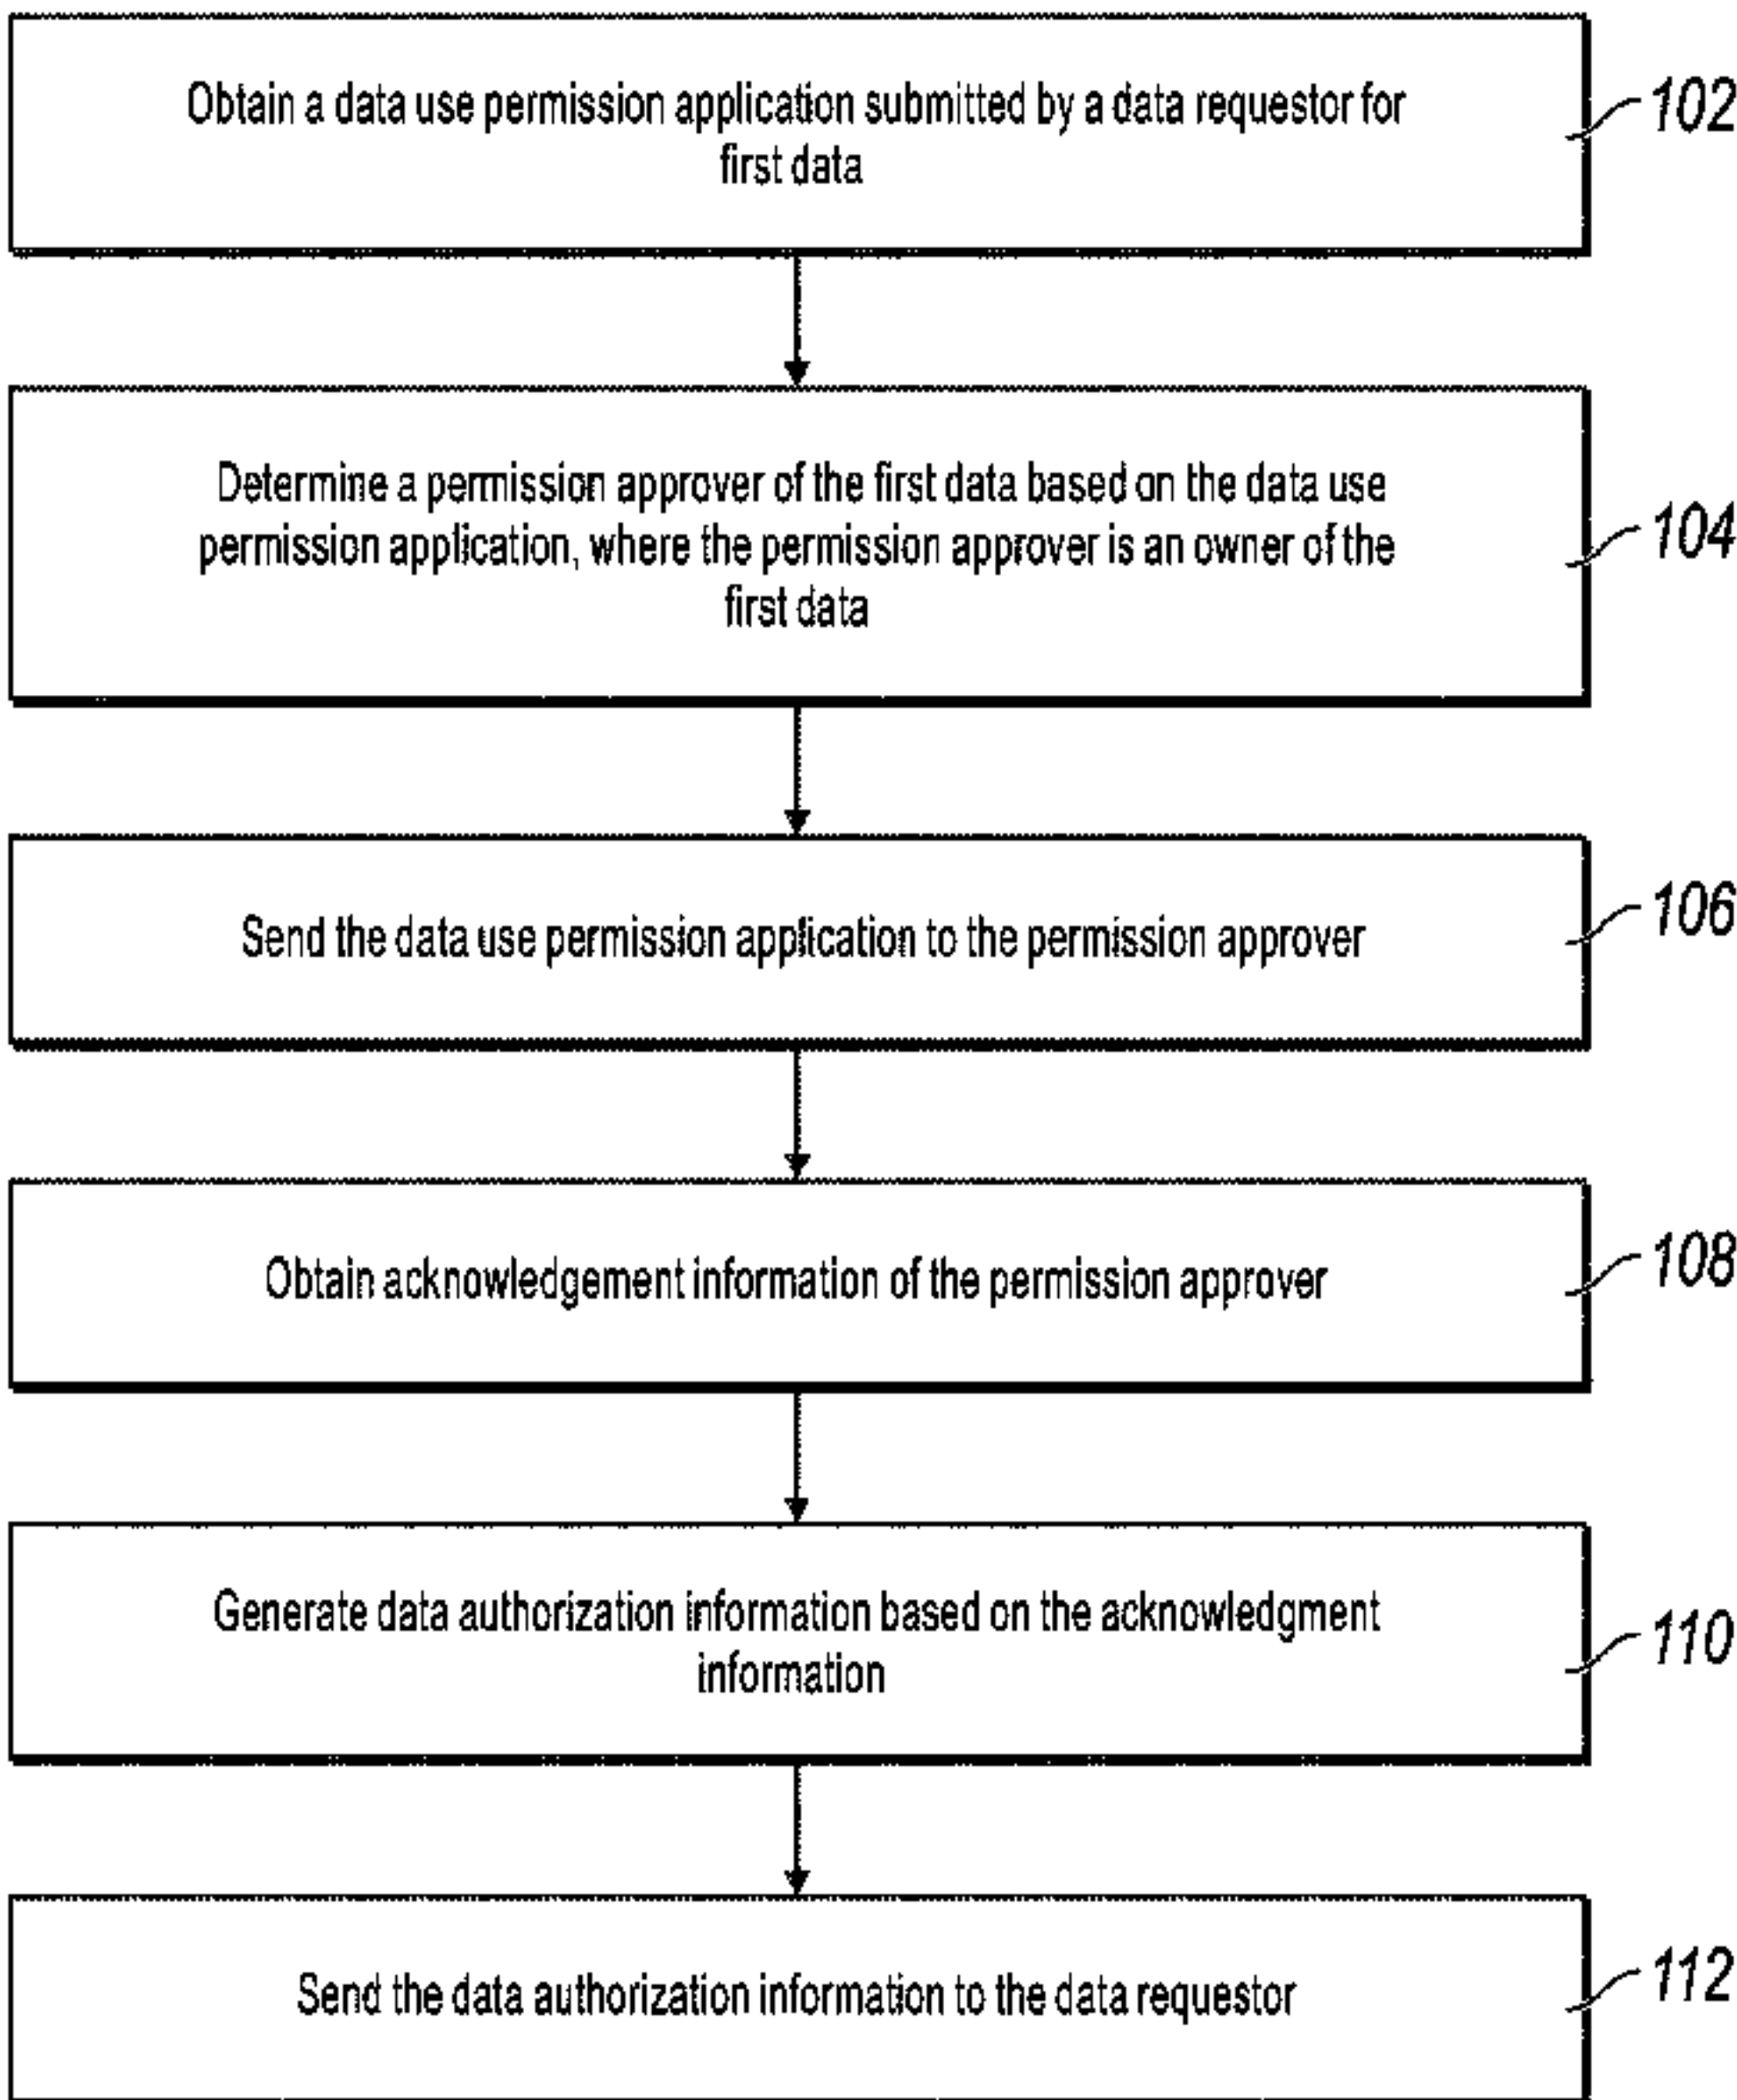 Obtain a data use permission application submitted by a data requestor for
first data
102
Determine a permission approver of the first data based on the data use
permission application, where the permission approver is an owner of the
first data
104
Send the data use permission application to the permission approver
106
Obtain acknowledgement information of the permission approver
108
Generate data authorization information based on the acknowledgment
information
110
Send the data authorization information to the data requestor
112